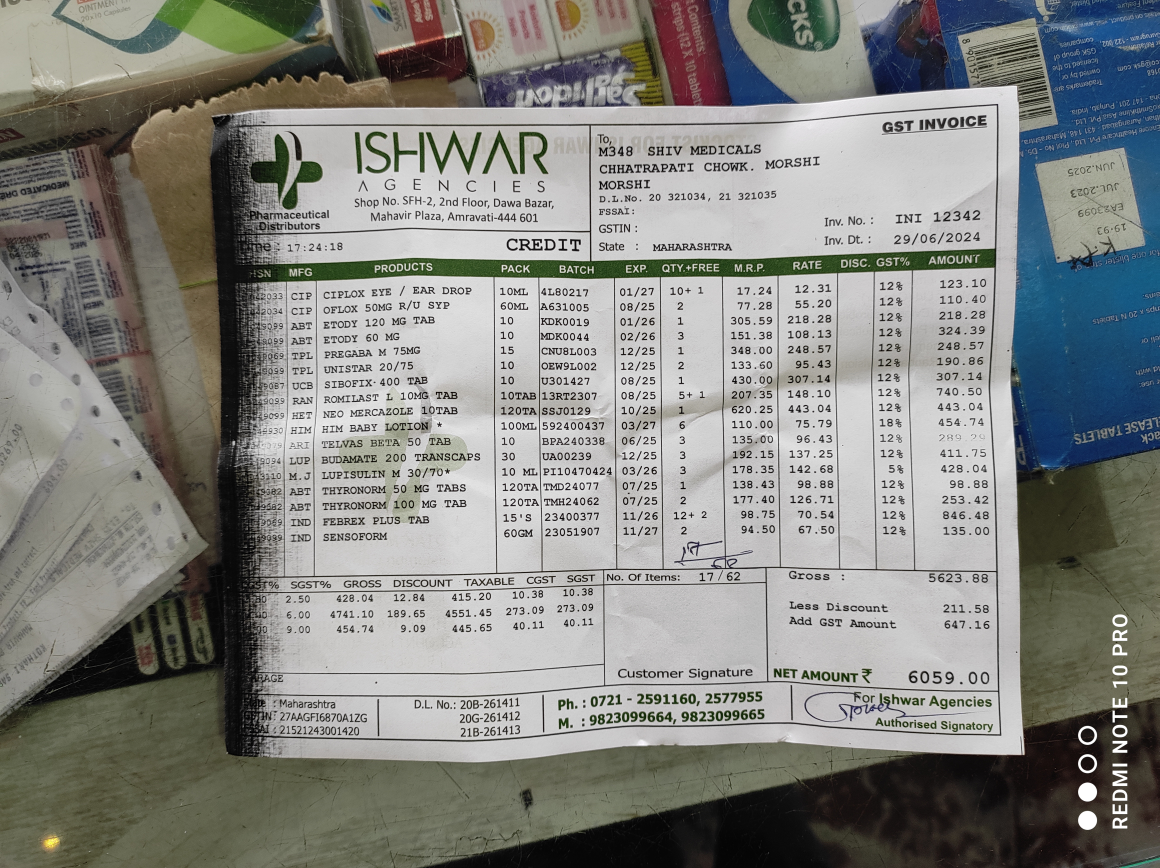 GST INVOICE
ISHWAR
AGENCIES
Pharmaceutical
Distributors
Shop No. SFH-2, 2nd Floor, Dawa Bazar,
Mahavir Plaza, Amravati-444 601
To,
M348 SHIV MEDICALS
CHHATRAPATI CHOWK. MORSHI
MORSHI
D.L.No. 20 321034, 21 321035
FSSAI:
GSTIN :
State : MAHARASHTRA
Inv. No. : INI 12342
Inv. Dt. : 29/06/2024
: 17:24:18 CREDIT
HSN MFG PRODUCTS PACK BATCH EXP. QTY.+FREE M.R.P. RATE DISC. GST% AMOUNT
CIP CIPLOX EYE / EAR DROP 10ML 4L80217 01/27 10+ 1 17.24 12.31 12% 123.10
CIP OFLOX 50MG R/U SYP 60ML A631005 08/25 2 77.28 55.20 12% 110.40
ABT ETODY 120 MG TAB 10 KDK0019 01/26 1 305.59 218.28 12% 218.28
ABT ETODY 60 MG 10 MDK0044 02/26 3 151.38 108.13 12% 324.39
TPL PREGABA M 75MG 15 CNU8L003 12/25 1 348.00 248.57 12% 248.57
TPL UNISTAR 20/75 10 OEW9L002 12/25 2 133.60 95.43 12% 190.86
UCB SIBOFIX-400 TAB 10 U301427 08/25 1 430.00 307.14 12% 307.14
RAN ROMILAST L 10MG TAB 10TAB 13RT2307 08/25 5+ 1 207.35 148.10 12% 740.50
HET NEO MERCAZOLE 10TAB 120TA SSJ0129 10/25 1 620.25 443.04 12% 443.04
HIM HIM BABY LOTION * 100ML 592400437 03/27 6 110.00 75.79 18% 454.74
ARI TELVAS BETA 50 TAB 10 BPA240338 06/25 3 135.00 96.43 12% 289.29
LUP BUDAMATE 200 TRANSCAPS 30 UA00239 12/25 3 192.15 137.25 12% 411.75
M.J LUPISULIN M 30/70* 10 ML PI10470424 03/26 3 178.35 142.68 5% 428.04
ABT THYRONORM 50 MG TABS 120TA TMD24077 07/25 1 138.43 98.88 12% 98.88
ABT THYRONORM 100 MG TAB 120TA TMH24062 07/25 2 177.40 126.71 12% 253.42
IND FEBREX PLUS TAB 15'S 23400377 11/26 12+ 2 98.75 70.54 12% 846.48
IND SENSOFORM 60GM 23051907 11/27 2 94.50 67.50 12% 135.00
SGST% GROSS DISCOUNT TAXABLE CGST SGST
2.50 428.04 12.84 415.20 10.38 10.38
6.00 4741.10 189.65 4551.45 273.09 273.09
9.00 454.74 9.09 445.65 40.11 40.11
No. Of Items: 17/62
Customer Signature
Gross : 5623.88
Less Discount 211.58
Add GST Amount 647.16
NET AMOUNT ₹ 6059.00
: Maharashtra
27AAGFI6870A1ZG
: 21521243001420
D.L. No.: 20B-261411
20G-261412
21B-261413
Ph. : 0721 - 2591160, 2577955
M. : 9823099664, 9823099665
For Ishwar Agencies
Authorised Signatory
REDMI NOTE 10 PRO
Saridon
JUN.2025
JUL.2023
EA23099
19-93